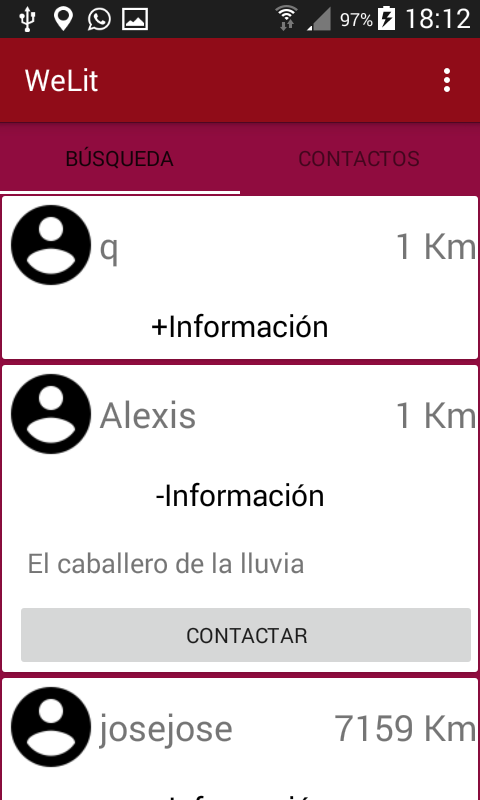 97% 18:12
WeLit
BÚSQUEDA CONTACTOS
q 1 Km
+Información
Alexis 1 Km
-Información
El caballero de la lluvia
CONTACTAR
josejose 7159 Km